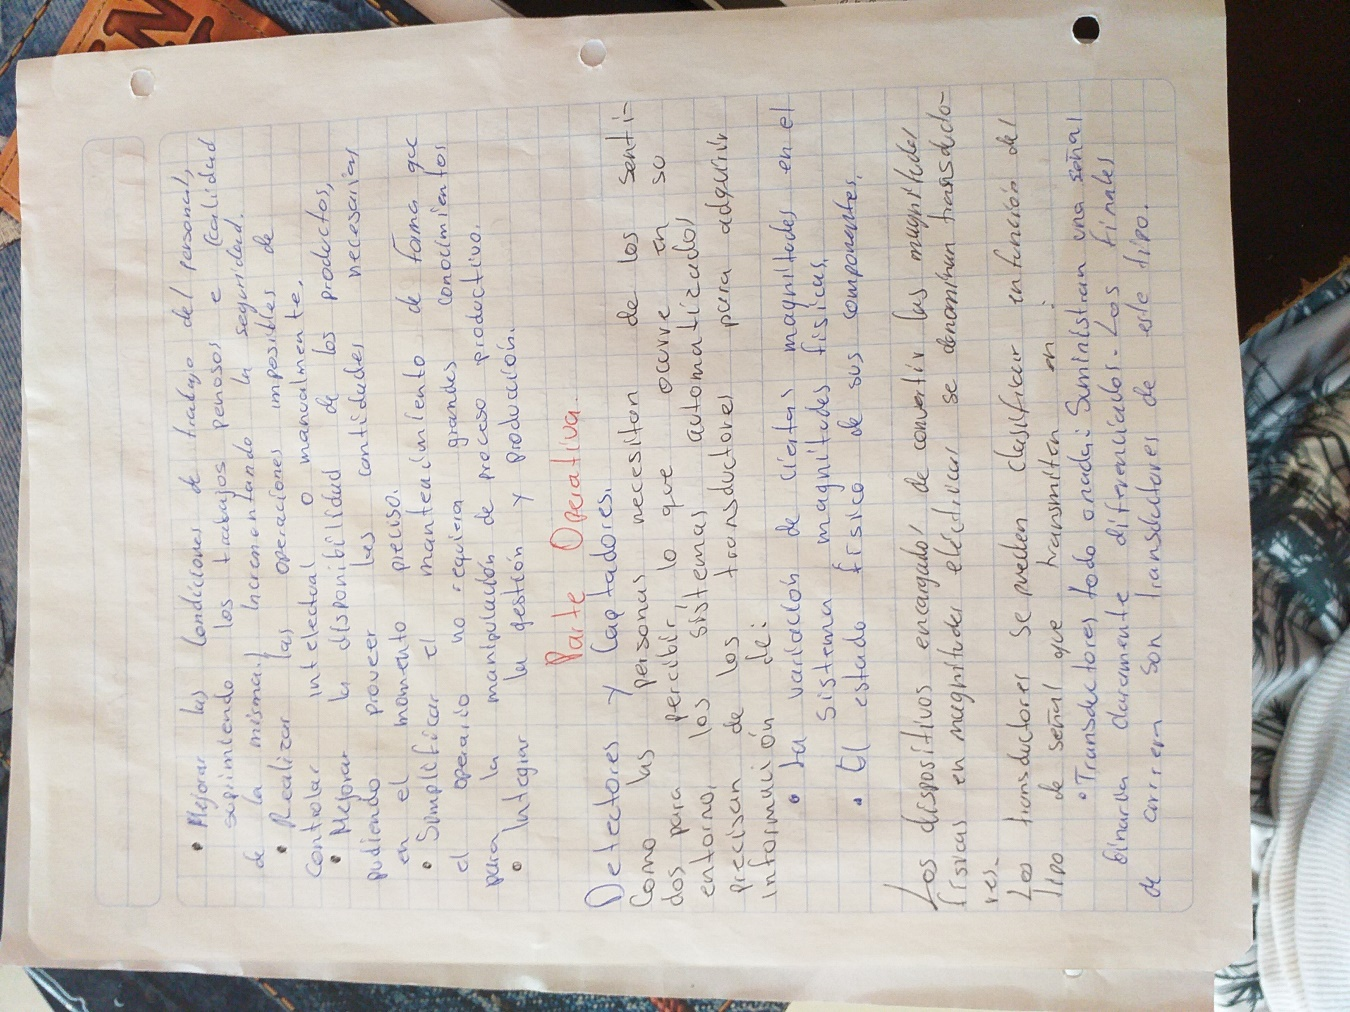 • Mejorar las Condiciones de trabajo del personal,
suprimiendo los trabajos penosos e (calidad
de la misma.) incrementando la seguridad.
• Realizar las operaciones imposibles de
Controlar intelectual o manualmente.
• Mejorar la disponibilidad de los productos,
pudiendo proveer las cantidades necesarias
en el momento preciso.
• Simplificar el mantenimiento de forma que
el operario no requiera grandes conocimientos
para la manipulación de proceso productivo.
• Integrar la gestión y producción.
Parte Operativa.
Detectores y Captadores.
Como las personas necesitan de los senti-
dos para percibir lo que ocurre en su
entorno, los sistemas automatizados
precisan de los transductores para adquirir
información de:
• La variación de ciertas magnitudes en el
sistema magnitudes físicas.
• El estado físico de sus componentes.
Los dispositivos encargados de convertir las magnitudes
físicas en magnitudes eléctricas se denominan transducto-
res.
Los transductores se pueden clasificar en función del
tipo de señal que transmitan en:
• Transductores todo o nada: Suministran una señal
binaria claramente diferenciados. Los finales
de carrera son transductores de este tipo.